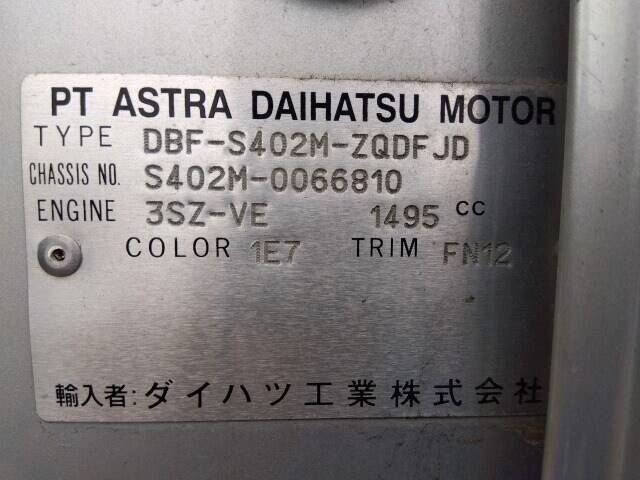 PT ASTRA DAIHATSU MOTOR
TYPE DBF-S402M-ZQDFJD
CHASSIS NO. S402M-0066810
ENGINE 3SZ-VE 1495 CC
COLOR 1E7 TRIM FN12
輸入者: ダイハツ工業株式会社